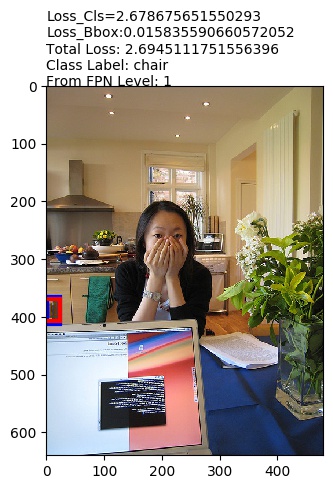 Loss_Cls=2.678675651550293
Loss_Bbox:0.015835590660572052
Total Loss: 2.6945111751556396
Class Label: chair
From FPN Level: 1
0
100
200
300
400
500
600
0 100 200 300 400